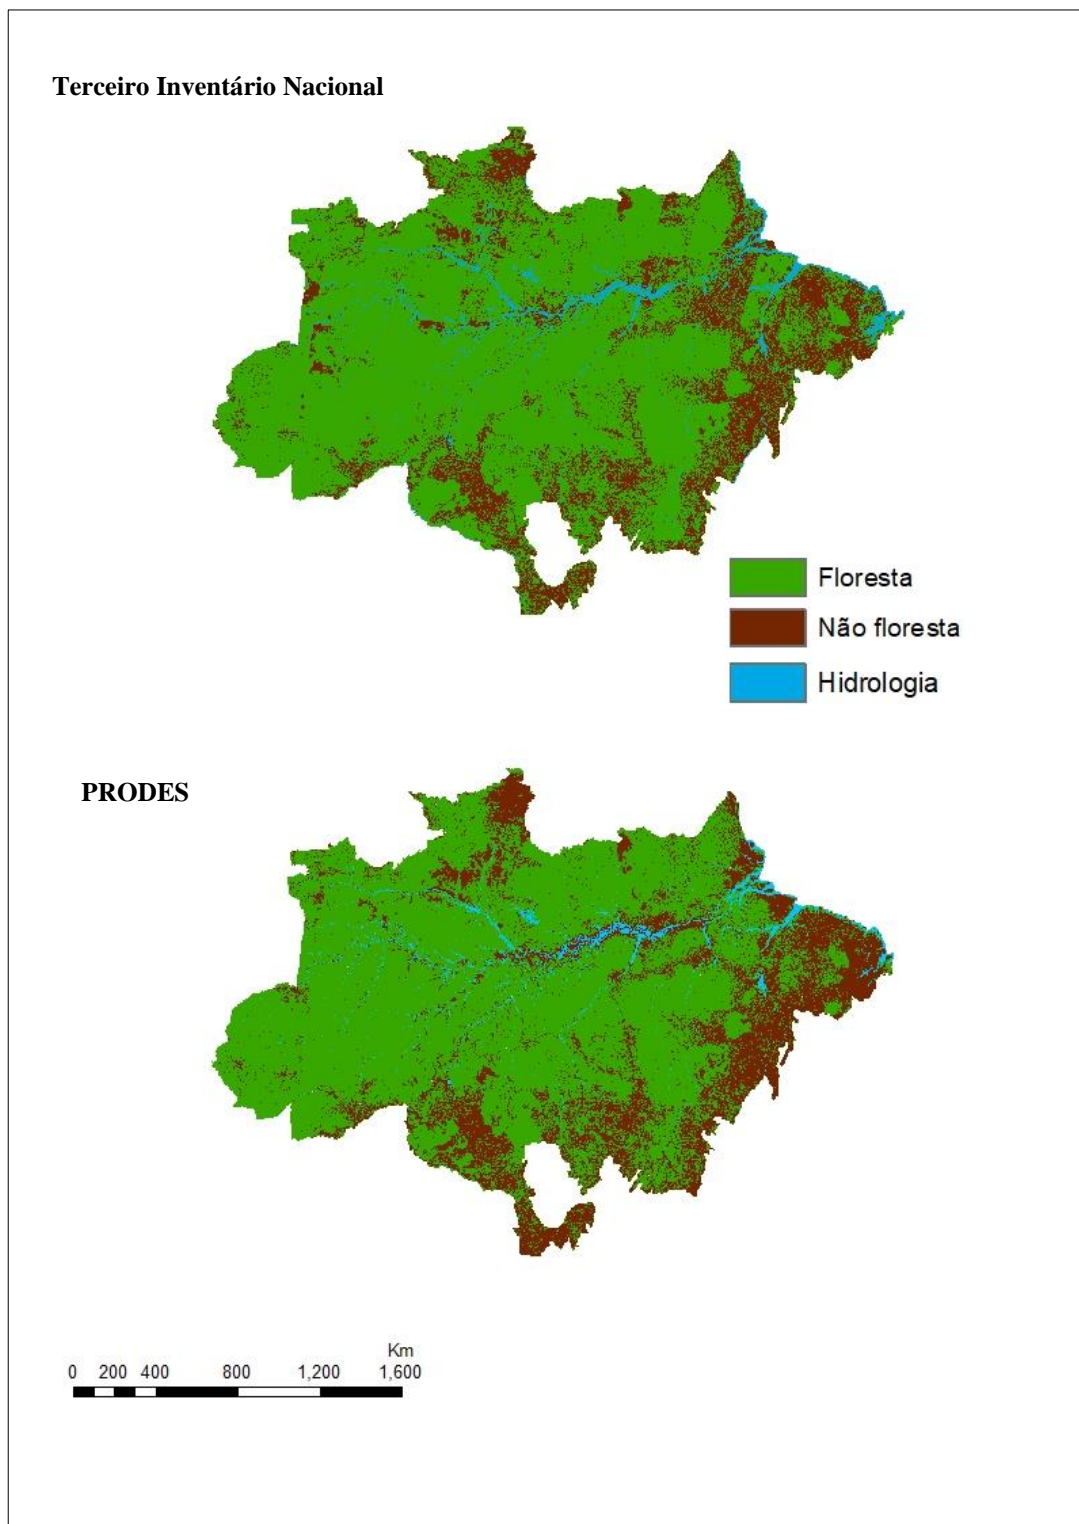 Terceiro Inventário Nacional
Floresta
Não floresta
Hidrologia
PRODES
Km
0 200 400 800 1,200 1,600